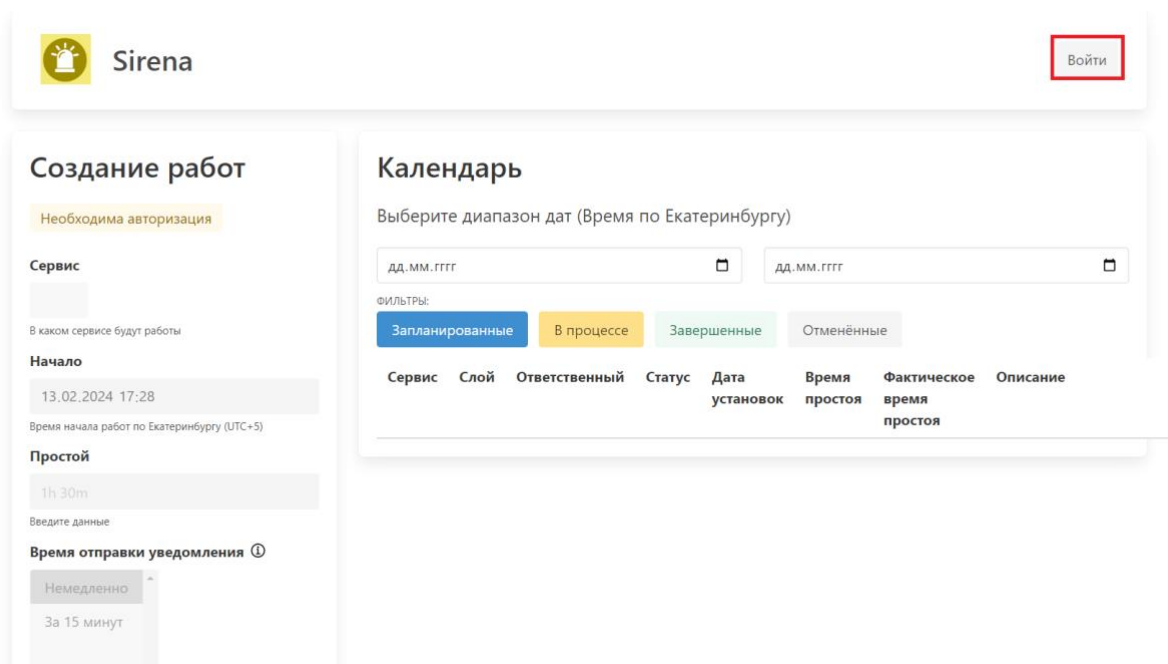 Sirena
Войти
Создание работ
Необходима авторизация
Сервис
В каком сервисе будут работы
Начало
13.02.2024 17:28
Время начала работ по Екатеринбургу (UTC+5)
Простой
1h 30m
Введите данные
Время отправки уведомления
Немедленно
За 15 минут
Календарь
Выберите диапазон дат (Время по Екатеринбургу)
дд.мм.гггг дд.мм.гггг
ФИЛЬТРЫ:
Запланированные В процессе Завершенные Отменённые
Сервис Слой Ответственный Статус Дата Время Фактическое Описание
установок простоя время
простоя